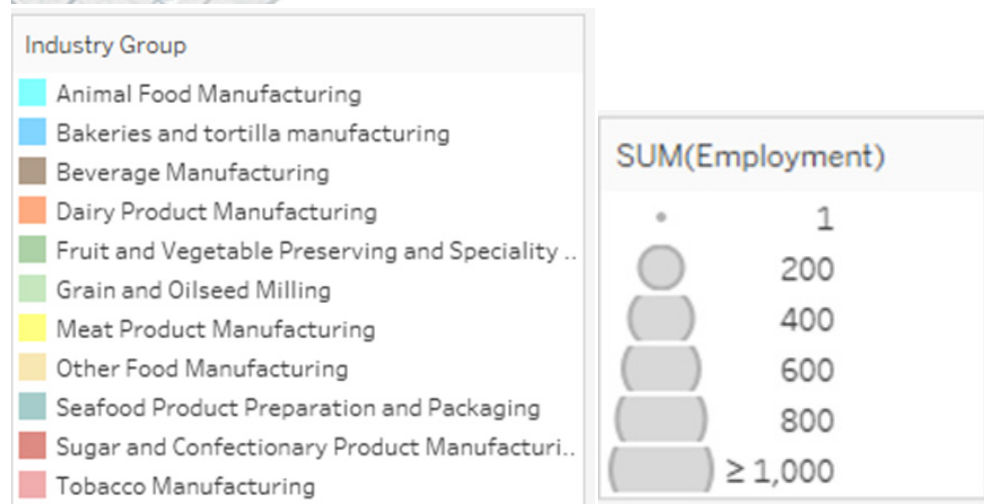 Industry Group
Animal Food Manufacturing
Bakeries and tortilla manufacturing
Beverage Manufacturing
Dairy Product Manufacturing
Fruit and Vegetable Preserving and Speciality ..
Grain and Oilseed Milling
Meat Product Manufacturing
Other Food Manufacturing
Seafood Product Preparation and Packaging
Sugar and Confectionary Product Manufacturi..
Tobacco Manufacturing
SUM(Employment)
1
200
400
600
800
≥ 1,000